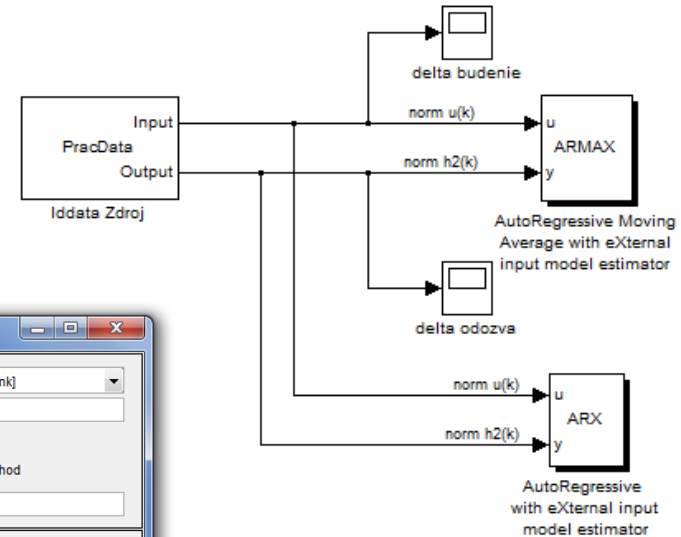 delta budenie
norm u(k)
Input
PracData
Output
Iddata Zdroj
u
ARMAX
y
norm h2(k)
AutoRegressive Moving
Average with eXternal
input model estimator
delta odozva
nk]
hod
norm u(k)
u
ARX
norm h2(k)
y
AutoRegressive
with eXternal input
model estimator